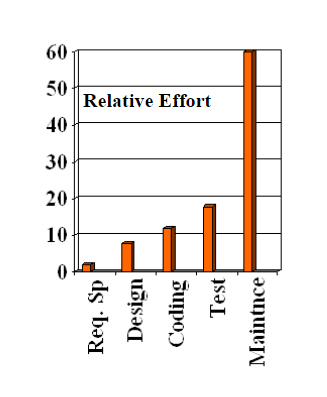 60
50
Relative Effort
40
30
20
10
0
Req. Sp
Design
Coding
Test
Maintnce